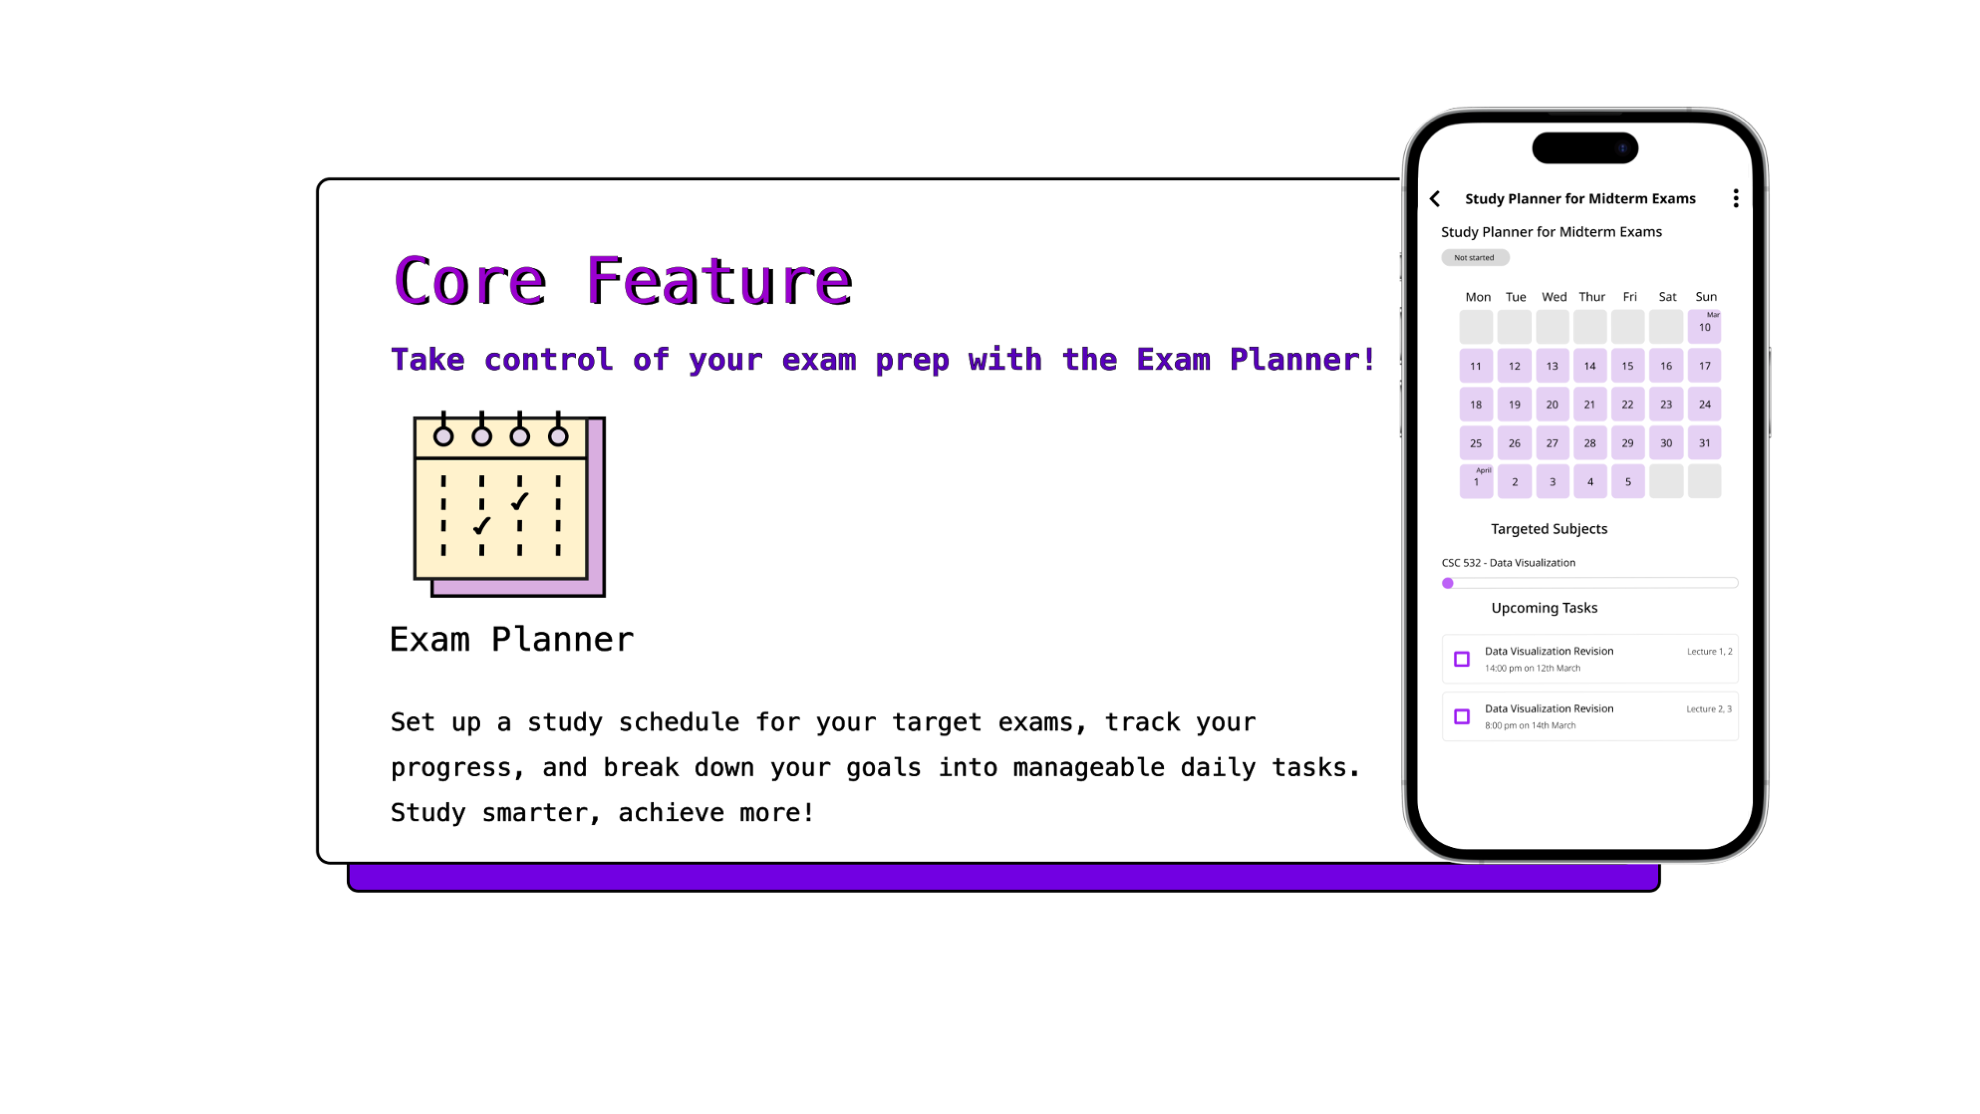 Core Feature
Take control of your exam prep with the Exam Planner!
Exam Planner
Set up a study schedule for your target exams, track your
progress, and break down your goals into manageable daily tasks.
Study smarter, achieve more!
Study Planner for Midterm Exams
Study Planner for Midterm Exams
Not started
Mon Tue Wed Thur Fri Sat Sun
Mar
10
11 12 13 14 15 16 17
18 19 20 21 22 23 24
25 26 27 28 29 30 31
April
1 2 3 4 5
Targeted Subjects
CSC 532 - Data Visualization
Upcoming Tasks
Data Visualization Revision Lecture 1, 2
14:00 pm on 12th March
Data Visualization Revision Lecture 2, 3
8:00 pm on 14th March